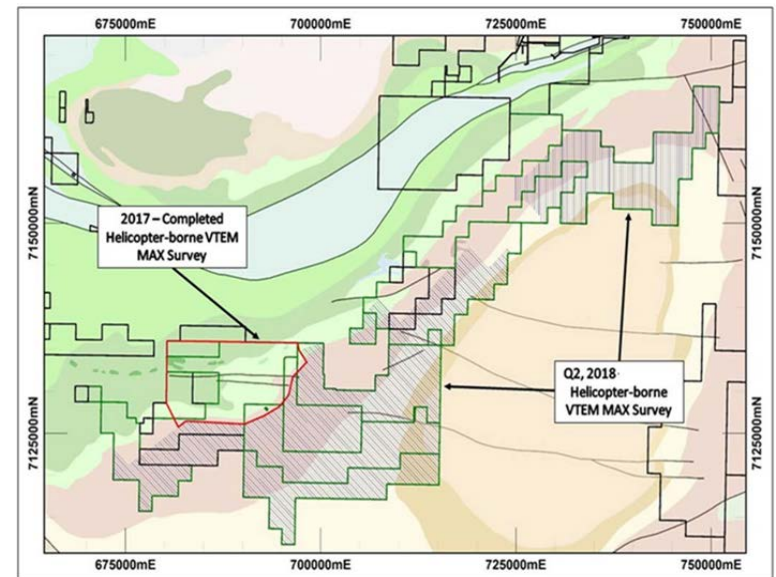 675000mE 700000mE 725000mE 750000mE
7150000mN
7150000mN
2017 – Completed
Helicopter-borne VTEM
MAX Survey
Q2, 2018
Helicopter-borne
VTEM MAX Survey
7125000mN
7125000mN
675000mE 700000mE 725000mE 750000mE